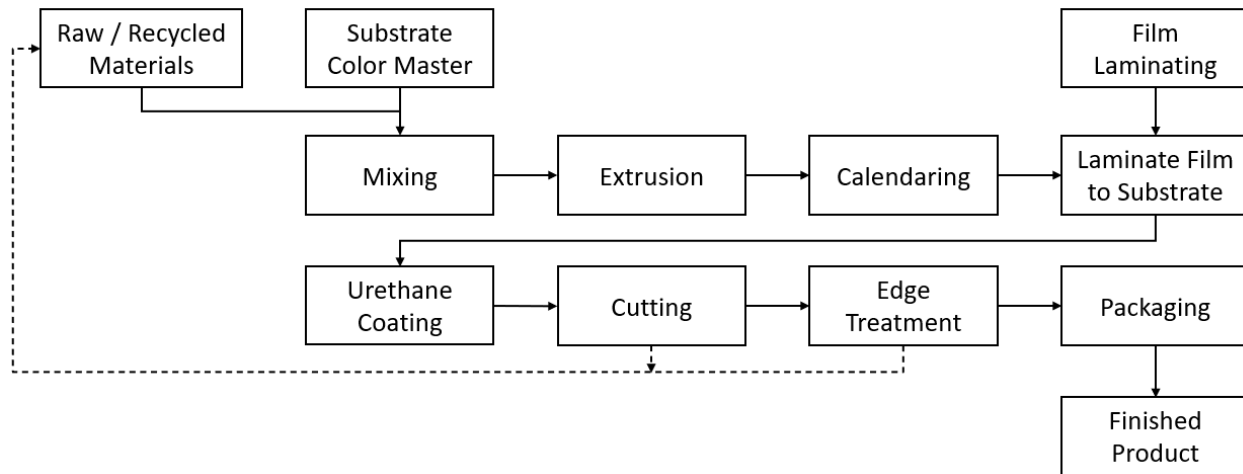 Raw / Recycled
Materials
Substrate
Color Master
Film
Laminating
Mixing
Extrusion
Calendaring
Laminate Film
to Substrate
Urethane
Coating
Cutting
Edge
Treatment
Packaging
Finished
Product